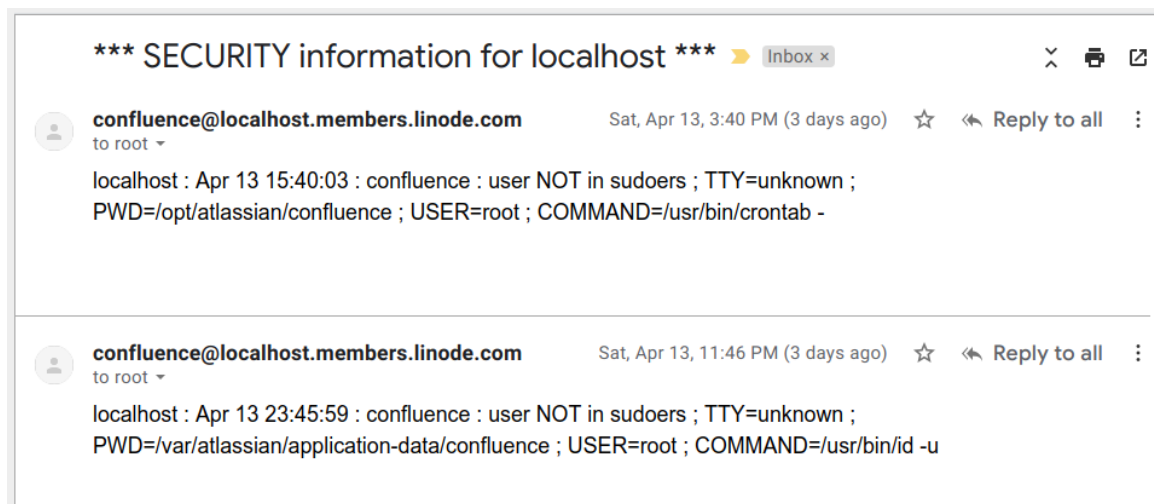 *** SECURITY information for localhost *** Inbox ×
confluence@localhost.members.linode.com Sat, Apr 13, 3:40 PM (3 days ago) Reply to all
to root
localhost : Apr 13 15:40:03 : confluence : user NOT in sudoers ; TTY=unknown ;
PWD=/opt/atlassian/confluence ; USER=root ; COMMAND=/usr/bin/crontab -
confluence@localhost.members.linode.com Sat, Apr 13, 11:46 PM (3 days ago) Reply to all
to root
localhost : Apr 13 23:45:59 : confluence : user NOT in sudoers ; TTY=unknown ;
PWD=/var/atlassian/application-data/confluence ; USER=root ; COMMAND=/usr/bin/id -u